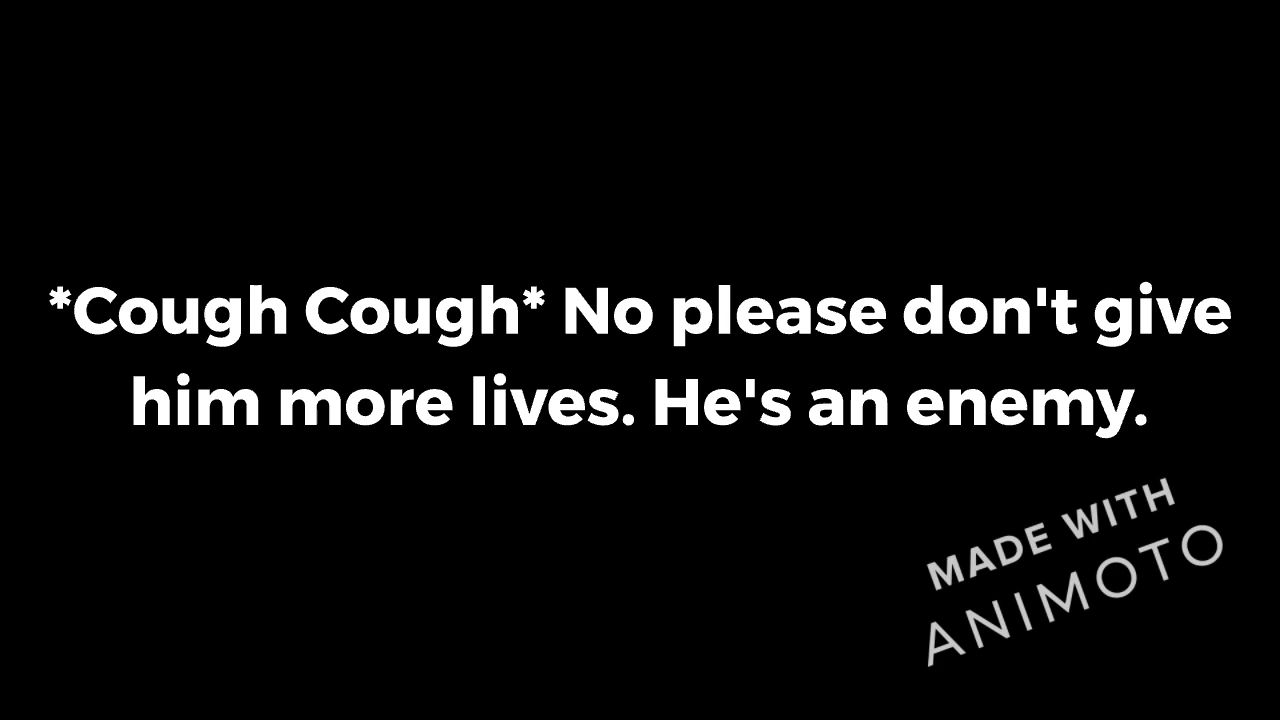 *Cough Cough* No please don't give
him more lives. He's an enemy.
MADE WITH
ANIMOTO